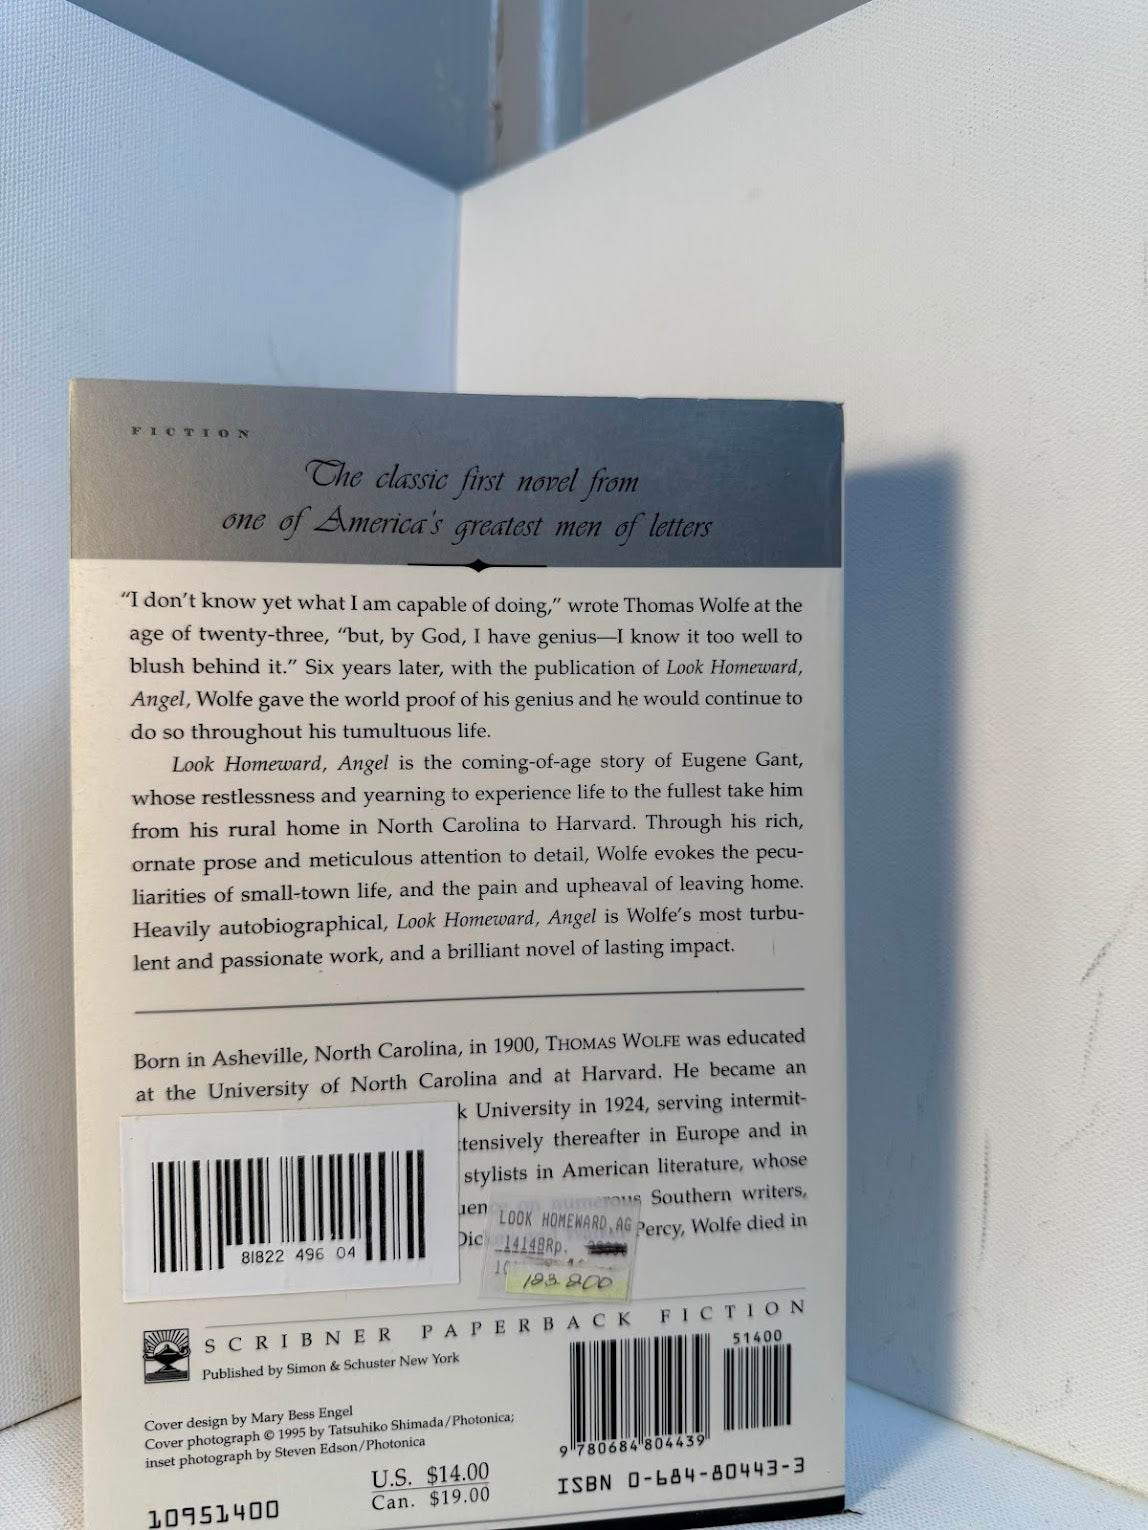 FICTION
The classic first novel from
one of America's greatest men of letters
“I don’t know yet what I am capable of doing,” wrote Thomas Wolfe at the
age of twenty-three, “but, by God, I have genius—I know it too well to
blush behind it.” Six years later, with the publication of Look Homeward,
Angel, Wolfe gave the world proof of his genius and he would continue to
do so throughout his tumultuous life.
Look Homeward, Angel is the coming-of-age story of Eugene Gant,
whose restlessness and yearning to experience life to the fullest take him
from his rural home in North Carolina to Harvard. Through his rich,
ornate prose and meticulous attention to detail, Wolfe evokes the pecu-
liarities of small-town life, and the pain and upheaval of leaving home.
Heavily autobiographical, Look Homeward, Angel is Wolfe’s most turbu-
lent and passionate work, and a brilliant novel of lasting impact.
Born in Asheville, North Carolina, in 1900, THOMAS WOLFE was educated
at the University of North Carolina and at Harvard. He became an
k University in 1924, serving intermit-
tensively thereafter in Europe and in
stylists in American literature, whose
uen on numerous Southern writers,
Dic Percy, Wolfe died in
81822 496 04
LOOK HOMEWARD,AG
14148Rp.
123 200
SCRIBNER PAPERBACK FICTION
Published by Simon & Schuster New York
51400
Cover design by Mary Bess Engel
Cover photograph © 1995 by Tatsuhiko Shimada/Photonica;
inset photograph by Steven Edson/Photonica
9 780684 804439
U.S. $14.00
Can. $19.00
ISBN 0-684-80443-3
10951400